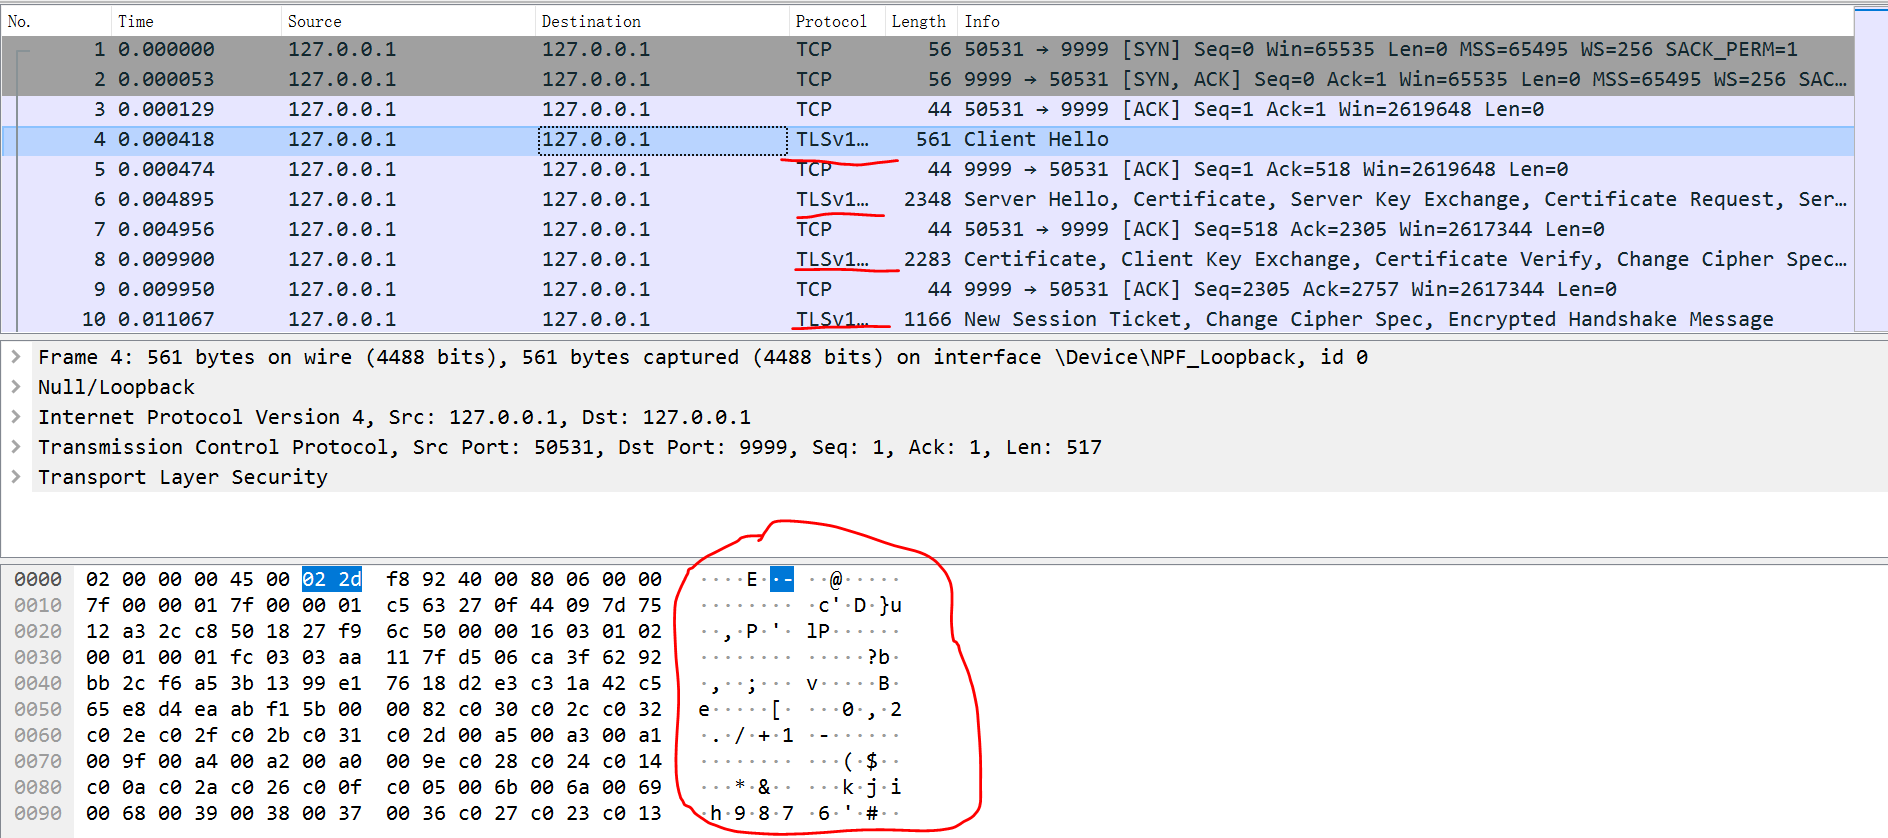 No. Time Source Destination Protocol Length Info
1 0.000000 127.0.0.1 127.0.0.1 TCP 56 50531 → 9999 [SYN] Seq=0 Win=65535 Len=0 MSS=65495 WS=256 SACK_PERM=1
2 0.000053 127.0.0.1 127.0.0.1 TCP 56 9999 → 50531 [SYN, ACK] Seq=0 Ack=1 Win=65535 Len=0 MSS=65495 WS=256 SAC…
3 0.000129 127.0.0.1 127.0.0.1 TCP 44 50531 → 9999 [ACK] Seq=1 Ack=1 Win=2619648 Len=0
4 0.000418 127.0.0.1 127.0.0.1 TLSv1… 561 Client Hello
5 0.000474 127.0.0.1 127.0.0.1 TCP 44 9999 → 50531 [ACK] Seq=1 Ack=518 Win=2619648 Len=0
6 0.004895 127.0.0.1 127.0.0.1 TLSv1… 2348 Server Hello, Certificate, Server Key Exchange, Certificate Request, Ser…
7 0.004956 127.0.0.1 127.0.0.1 TCP 44 50531 → 9999 [ACK] Seq=518 Ack=2305 Win=2617344 Len=0
8 0.009900 127.0.0.1 127.0.0.1 TLSv1… 2283 Certificate, Client Key Exchange, Certificate Verify, Change Cipher Spec…
9 0.009950 127.0.0.1 127.0.0.1 TCP 44 9999 → 50531 [ACK] Seq=2305 Ack=2757 Win=2617344 Len=0
10 0.011067 127.0.0.1 127.0.0.1 TLSv1… 1166 New Session Ticket, Change Cipher Spec, Encrypted Handshake Message
Frame 4: 561 bytes on wire (4488 bits), 561 bytes captured (4488 bits) on interface \Device\NPF_Loopback, id 0
Null/Loopback
Internet Protocol Version 4, Src: 127.0.0.1, Dst: 127.0.0.1
Transmission Control Protocol, Src Port: 50531, Dst Port: 9999, Seq: 1, Ack: 1, Len: 517
Transport Layer Security
0000 02 00 00 00 45 00 02 2d f8 92 40 00 80 06 00 00 ····E··- ··@·····
0010 7f 00 00 01 7f 00 00 01 c5 63 27 0f 44 09 7d 75 ········ ·c'·D·}u
0020 12 a3 2c c8 50 18 27 f9 6c 50 00 00 16 03 01 02 ··,·P·'· lP······
0030 00 01 00 01 fc 03 03 aa 11 7f d5 06 ca 3f 62 92 ········ ·····?b·
0040 bb 2c f6 a5 3b 13 99 e1 76 18 d2 e3 c3 1a 42 c5 ·,··;··· v·····B·
0050 65 e8 d4 ea ab f1 5b 00 00 82 c0 30 c0 2c c0 32 e·····[· ···0·,·2
0060 c0 2e c0 2f c0 2b c0 31 c0 2d 00 a5 00 a3 00 a1 ·.·/·+·1 ·-······
0070 00 9f 00 a4 00 a2 00 a0 00 9e c0 28 c0 24 c0 14 ········ ···(·$··
0080 c0 0a c0 2a c0 26 c0 0f c0 05 00 6b 00 6a 00 69 ···*·&·· ···k·j·i
0090 00 68 00 39 00 38 00 37 00 36 c0 27 c0 23 c0 13 ·h·9·8·7 ·6·'·#··